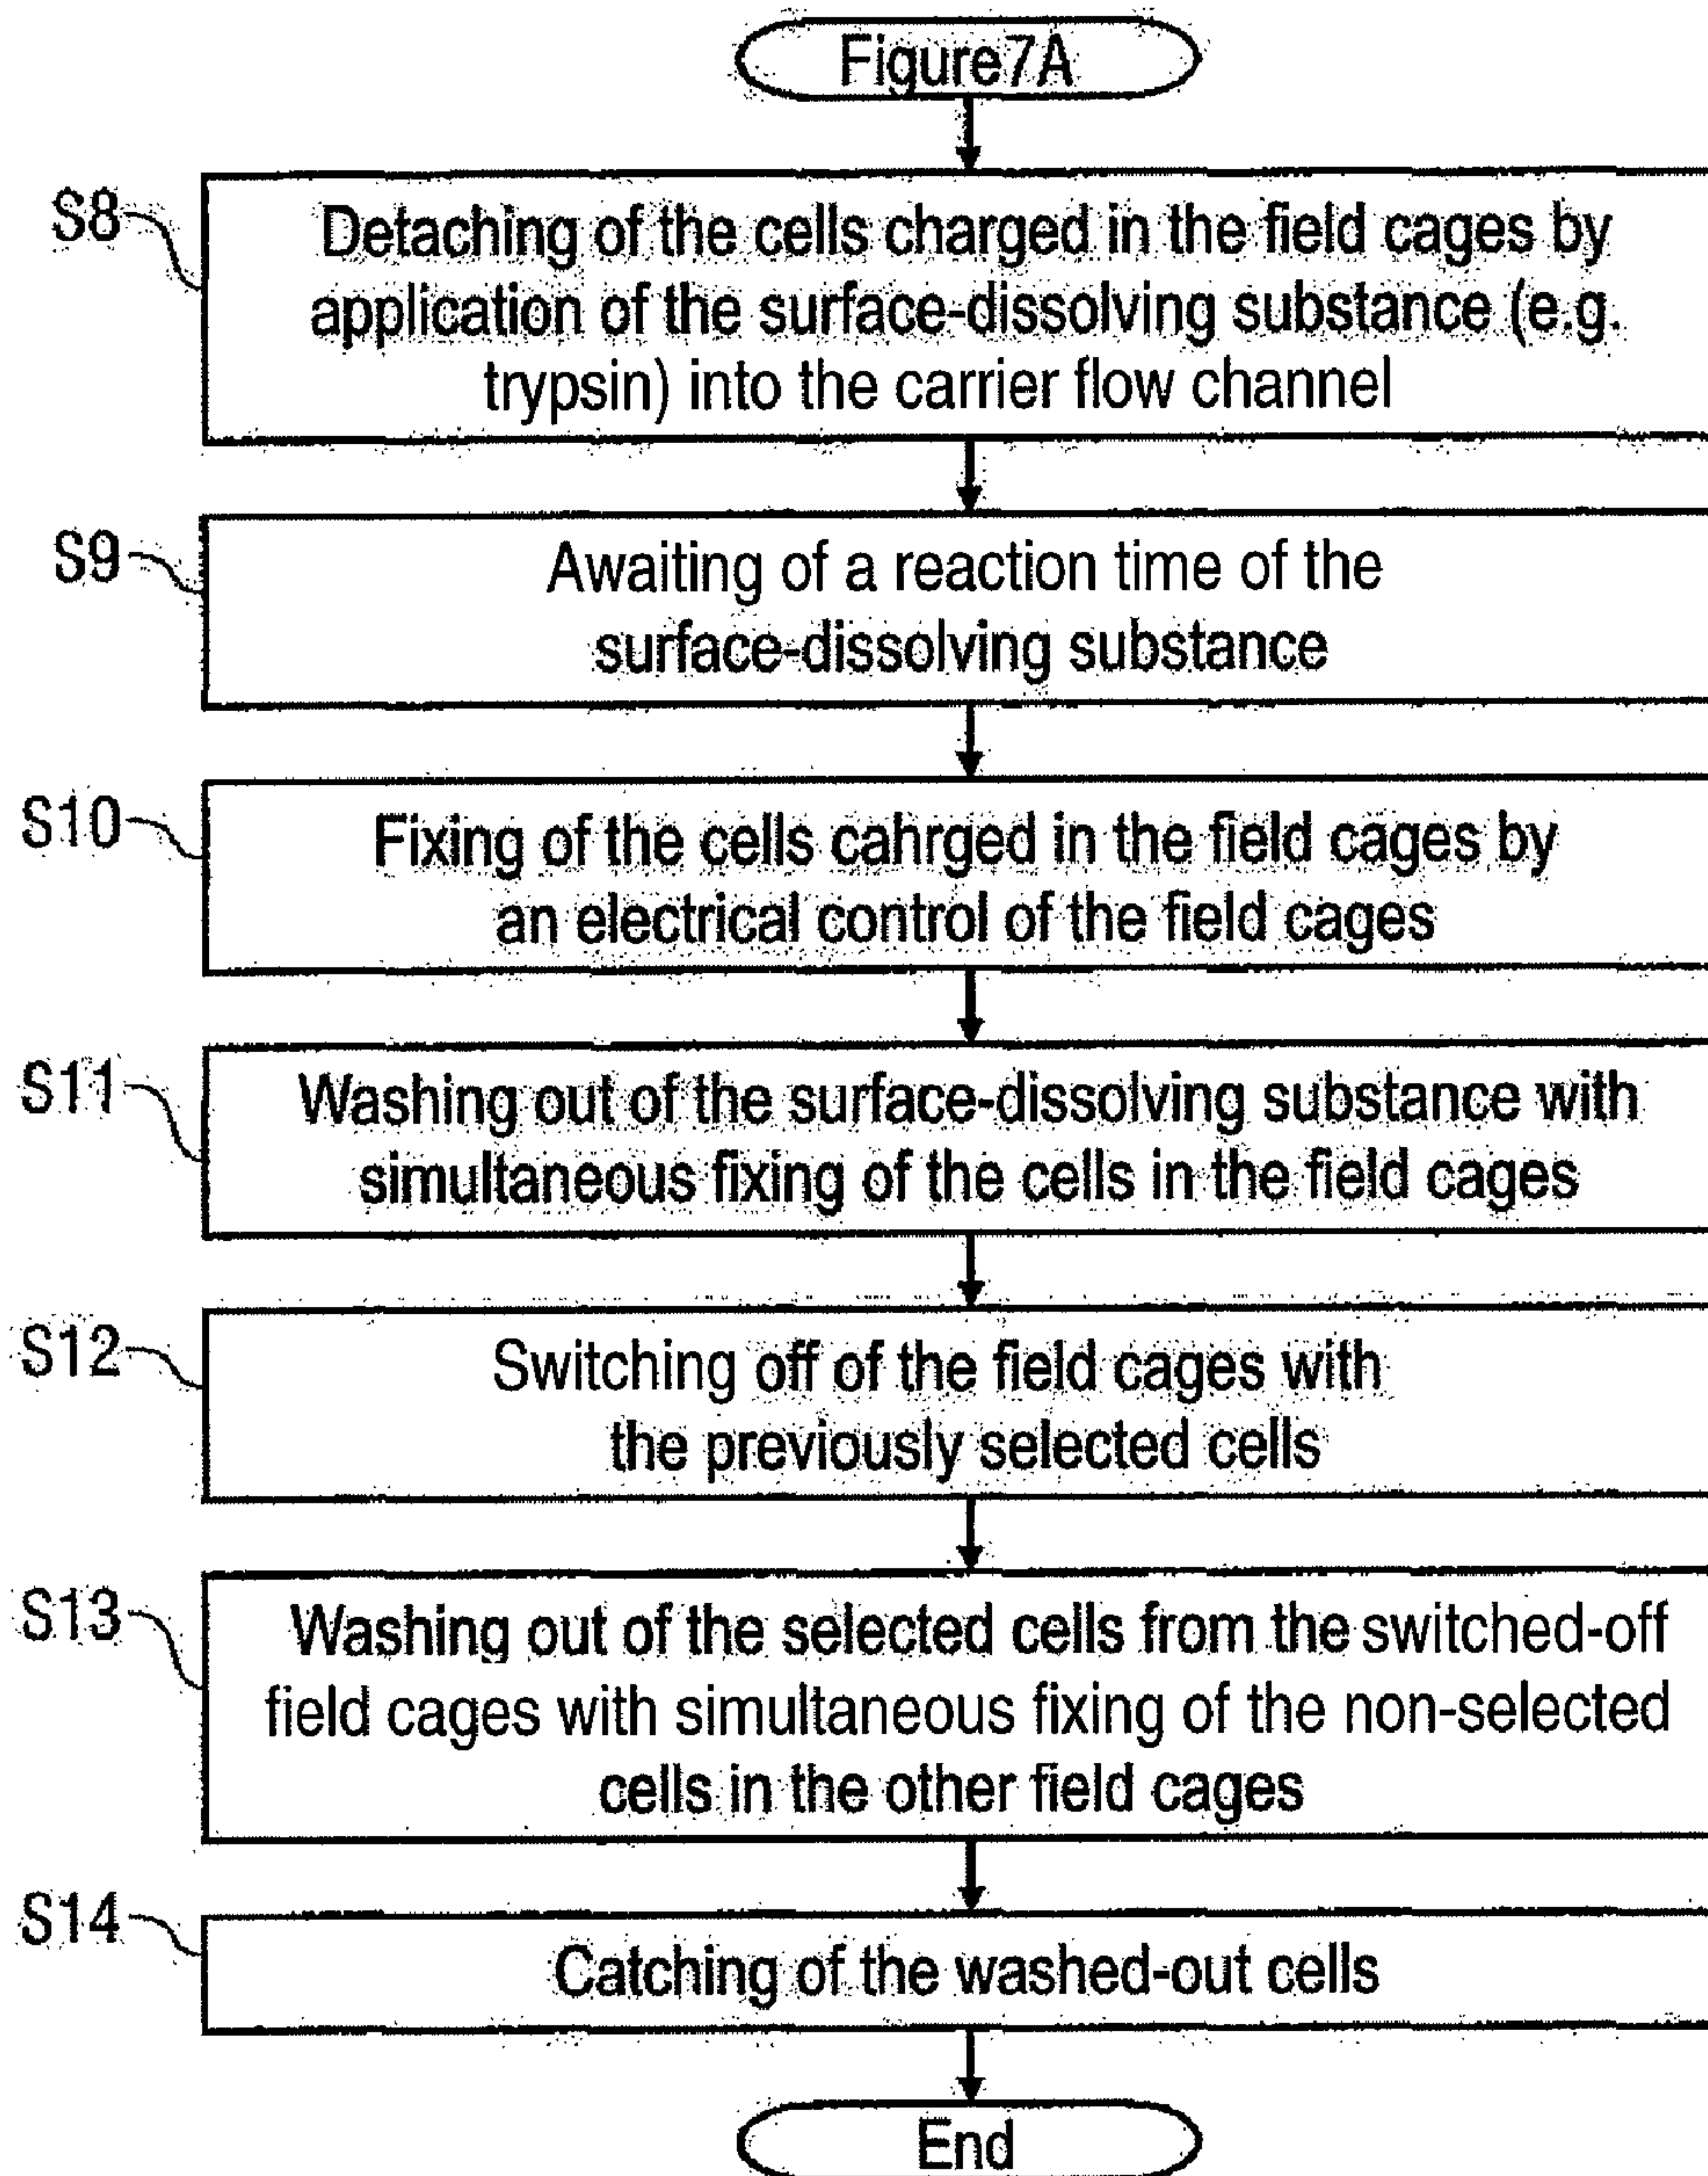 Figure7A
S8
Detaching of the cells charged in the field cages by
application of the surface-dissolving substance (e.g.
trypsin) into the carrier flow channel
S9
Awaiting of a reaction time of the
surface-dissolving substance
S10
Fixing of the cells cahrged in the field cages by
an electrical control of the field cages
S11
Washing out of the surface-dissolving substance with
simultaneous fixing of the cells in the field cages
S12
Switching off of the field cages with
the previously selected cells
S13
Washing out of the selected cells from the switched-off
field cages with simultaneous fixing of the non-selected
cells in the other field cages
S14
Catching of the washed-out cells
End